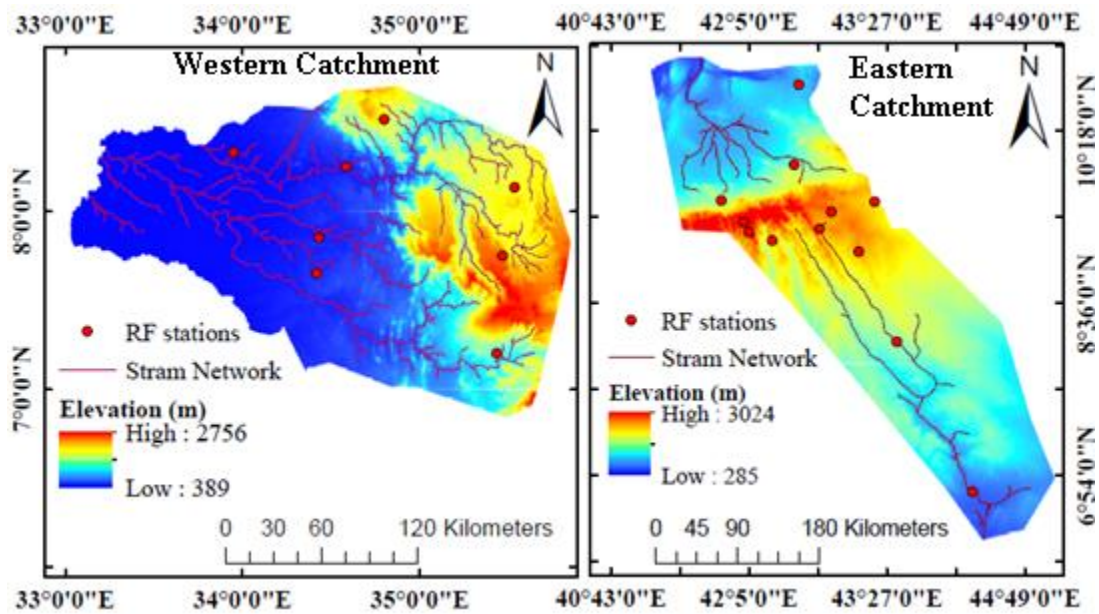 33°0'0"E 34°0'0"E 35°0'0"E 40°43'0"E 42°5'0"E 43°27'0"E 44°49'0"E
Western Catchment
N
Eastern
Catchment
N
8°0'0"N
7°0'0"N
10°18'0"N
8°36'0"N
6°54'0"N
RF stations
Stram Network
Elevation (m)
High : 2756
Low : 389
0 30 60 120 Kilometers
RF stations
Stram Network
Elevation (m)
High : 3024
Low : 285
0 45 90 180 Kilometers
33°0'0"E 34°0'0"E 35°0'0"E 40°43'0"E 42°5'0"E 43°27'0"E 44°49'0"E